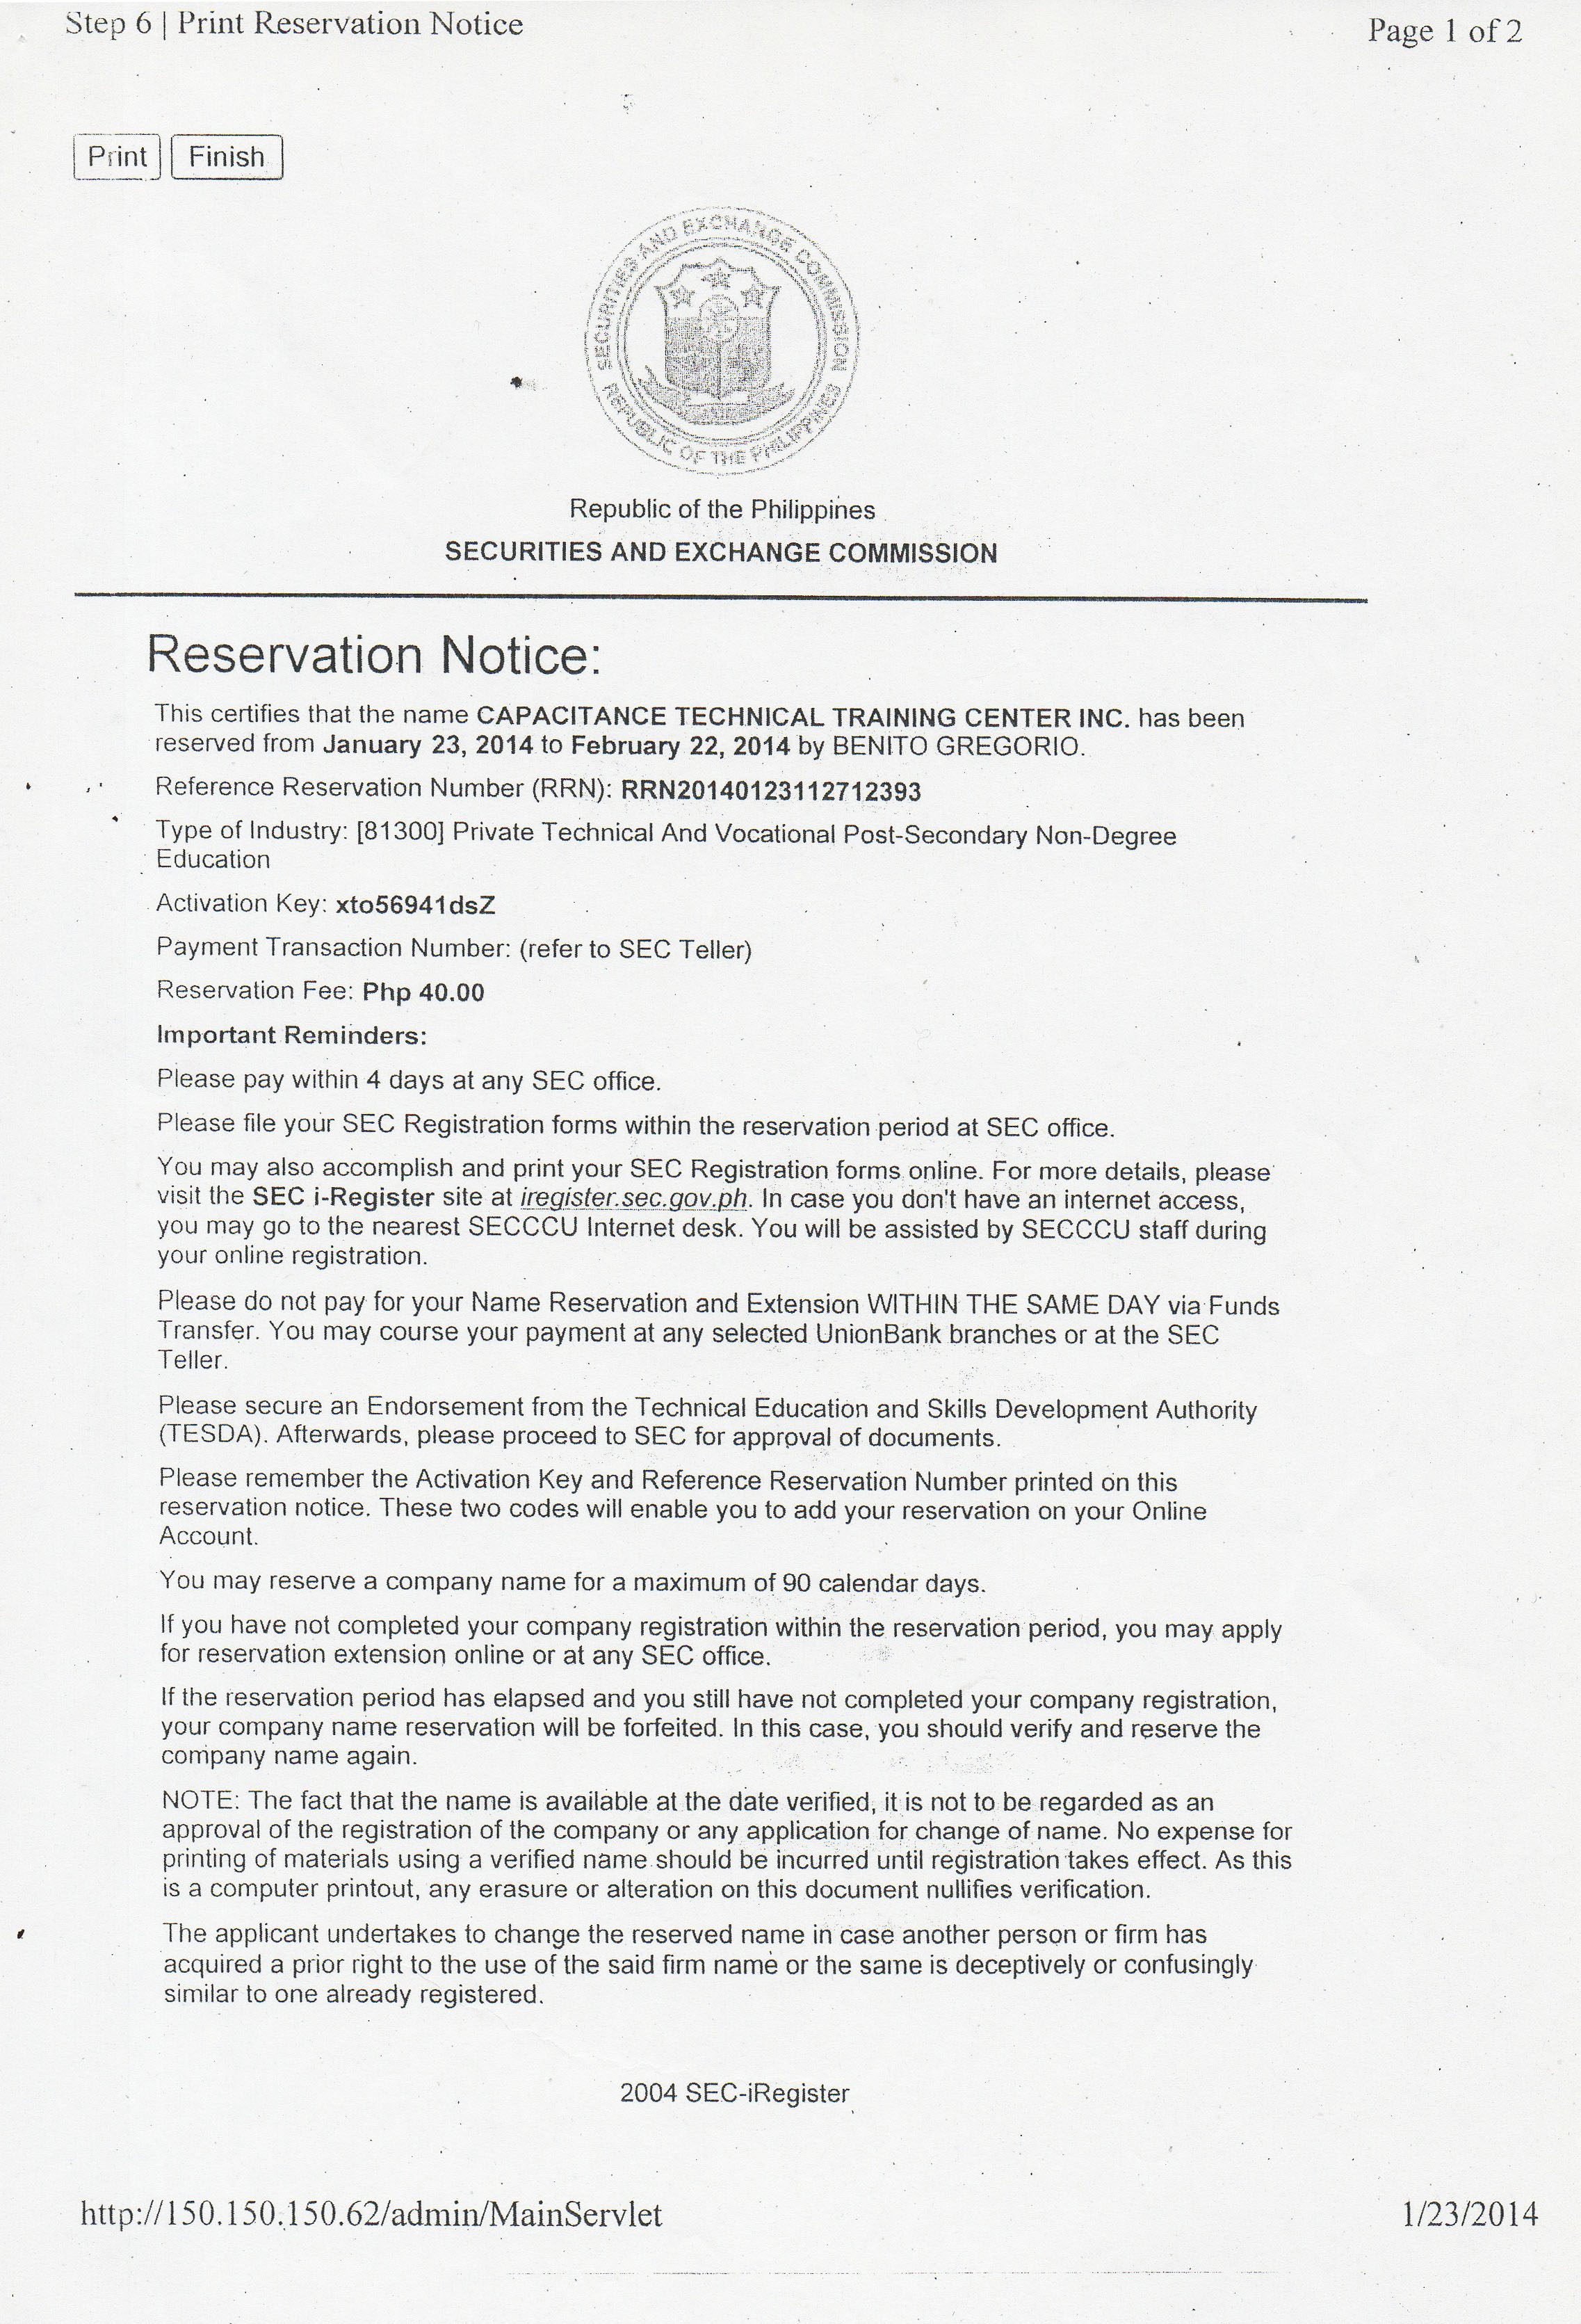 Step 6 | Print Reservation Notice
Page 1 of 2
Print
Finish
SECURITIES AND EXCHANGE COMMISSION
REPUBLIC OF THE PHILIPPINES
Republic of the Philippines
SECURITIES AND EXCHANGE COMMISSION
Reservation Notice:
This certifies that the name CAPACITANCE TECHNICAL TRAINING CENTER INC. has been
reserved from January 23, 2014 to February 22, 2014 by BENITO GREGORIO.
Reference Reservation Number (RRN): RRN20140123112712393
Type of Industry: [81300] Private Technical And Vocational Post-Secondary Non-Degree
Education
Activation Key: xto56941dsZ
Payment Transaction Number: (refer to SEC Teller)
Reservation Fee: Php 40.00
Important Reminders:
Please pay within 4 days at any SEC office.
Please file your SEC Registration forms within the reservation period at SEC office.
You may also accomplish and print your SEC Registration forms online. For more details, please
visit the SEC i-Register site at iregister.sec.gov.ph. In case you don't have an internet access,
you may go to the nearest SECCCU Internet desk. You will be assisted by SECCCU staff during
your online registration.
Please do not pay for your Name Reservation and Extension WITHIN THE SAME DAY via Funds
Transfer. You may course your payment at any selected UnionBank branches or at the SEC
Teller.
Please secure an Endorsement from the Technical Education and Skills Development Authority
(TESDA). Afterwards, please proceed to SEC for approval of documents.
Please remember the Activation Key and Reference Reservation Number printed on this
reservation notice. These two codes will enable you to add your reservation on your Online
Account.
You may reserve a company name for a maximum of 90 calendar days.
If you have not completed your company registration within the reservation period, you may apply
for reservation extension online or at any SEC office.
If the reservation period has elapsed and you still have not completed your company registration,
your company name reservation will be forfeited. In this case, you should verify and reserve the
company name again.
NOTE: The fact that the name is available at the date verified, it is not to be regarded as an
approval of the registration of the company or any application for change of name. No expense for
printing of materials using a verified name should be incurred until registration takes effect. As this
is a computer printout, any erasure or alteration on this document nullifies verification.
The applicant undertakes to change the reserved name in case another person or firm has
acquired a prior right to the use of the said firm name or the same is deceptively or confusingly
similar to one already registered.
2004 SEC-iRegister
http://150.150.150.62/admin/MainServlet
1/23/2014